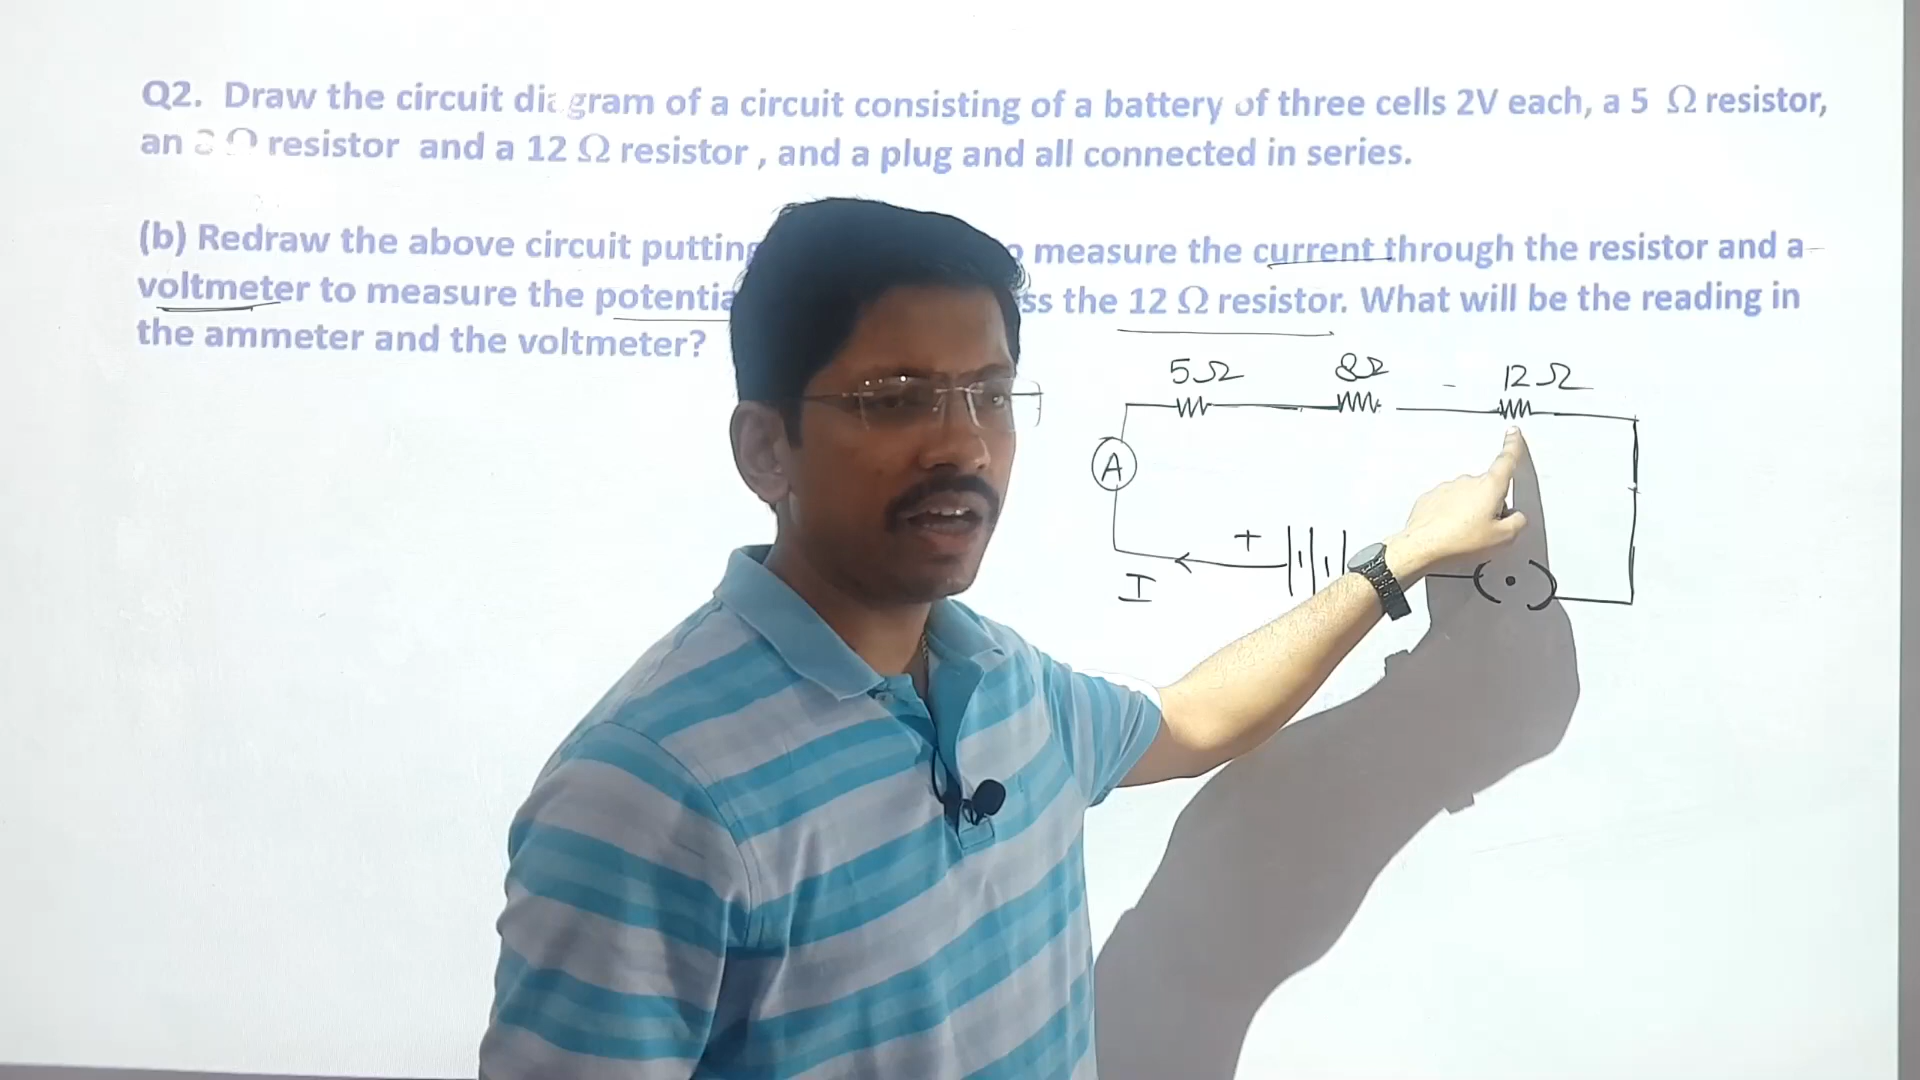 Q2. Draw the circuit diagram of a circuit consisting of a battery of three cells 2V each, a 5 Ω resistor,
an Ω resistor and a 12 Ω resistor , and a plug and all connected in series.
(b) Redraw the above circuit putting measure the current through the resistor and a
voltmeter to measure the the 12 Ω resistor. What will be the reading in
the ammeter and the voltmeter?
5Ω 8Ω - 12 Ω
A
+
I